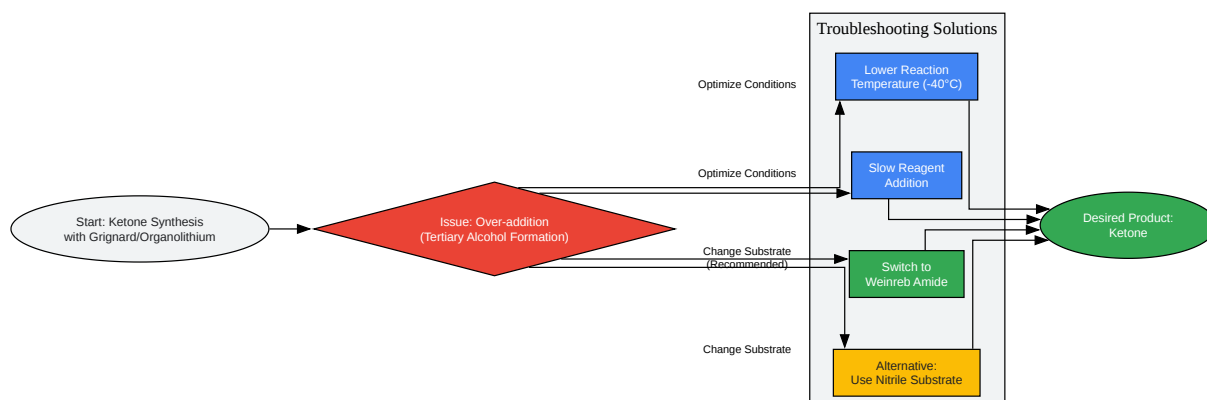 Troubleshooting Solutions
Lower Reaction
Temperature (-40°C)
Optimize Conditions
Slow Reagent
Addition
Optimize Conditions
Start: Ketone Synthesis
with Grignard/Organolithium
Issue: Over-addition
(Tertiary Alcohol Formation)
Desired Product:
Ketone
Change Substrate
(Recommended)
Switch to
Weinreb Amide
Change Substrate
Alternative:
Use Nitrile Substrate